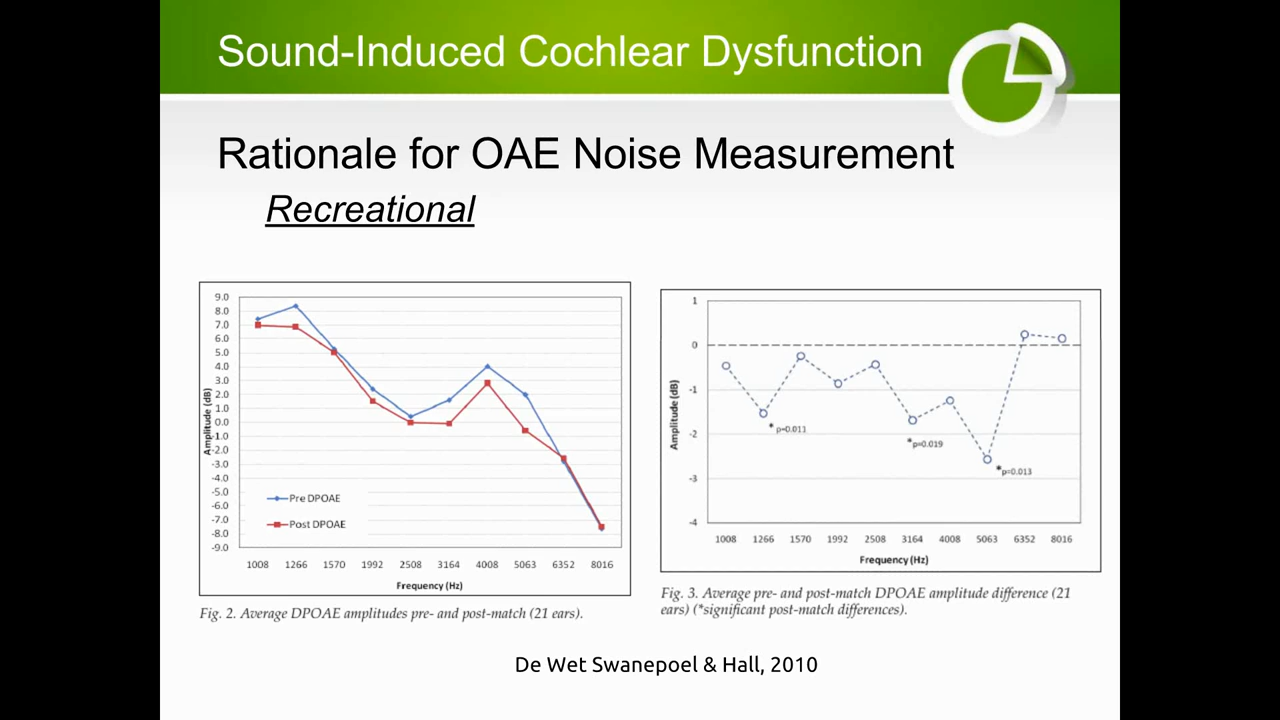 Sound-Induced Cochlear Dysfunction
Rationale for OAE Noise Measurement
Recreational
9.0
8.0
7.0
6.0
5.0
4.0
3.0
2.0
1.0
0.0
-1.0
-2.0
-3.0
-4.0
-5.0
-6.0
-7.0
-8.0
-9.0
Amplitude (dB)
Pre DPOAE
Post DPOAE
1008 1266 1570 1992 2508 3164 4008 5063 6352 8016
Frequency (Hz)
Fig. 2. Average DPOAE amplitudes pre- and post-match (21 ears).
1
0
-1
-2
-3
-4
Amplitude (dB)
* p=0.011
* p=0.019
* p=0.013
1008 1266 1570 1992 2508 3164 4008 5063 6352 8016
Frequency (Hz)
Fig. 3. Average pre- and post-match DPOAE amplitude difference (21
ears) (*significant post-match differences).
De Wet Swanepoel & Hall, 2010